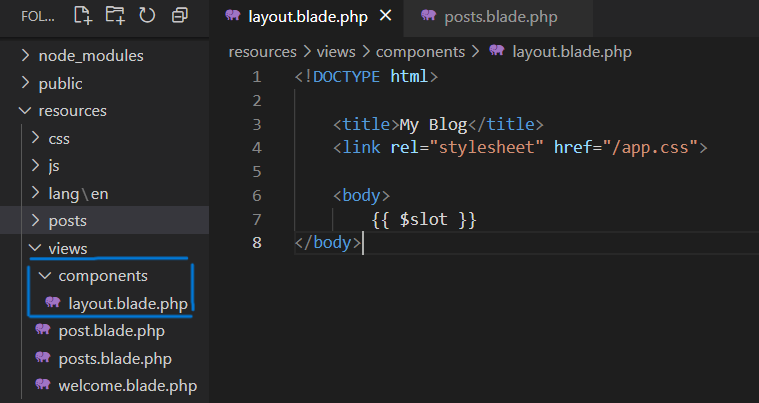 FOL...
node_modules
public
resources
css
js
lang\en
posts
views
components
layout.blade.php
post.blade.php
posts.blade.php
welcome.blade.php
layout.blade.php × posts.blade.php
resources > views > components > layout.blade.php
1 <!DOCTYPE html>
2
3 <title>My Blog</title>
4 <link rel="stylesheet" href="/app.css">
5
6 <body>
7 {{ $slot }}
8 </body>